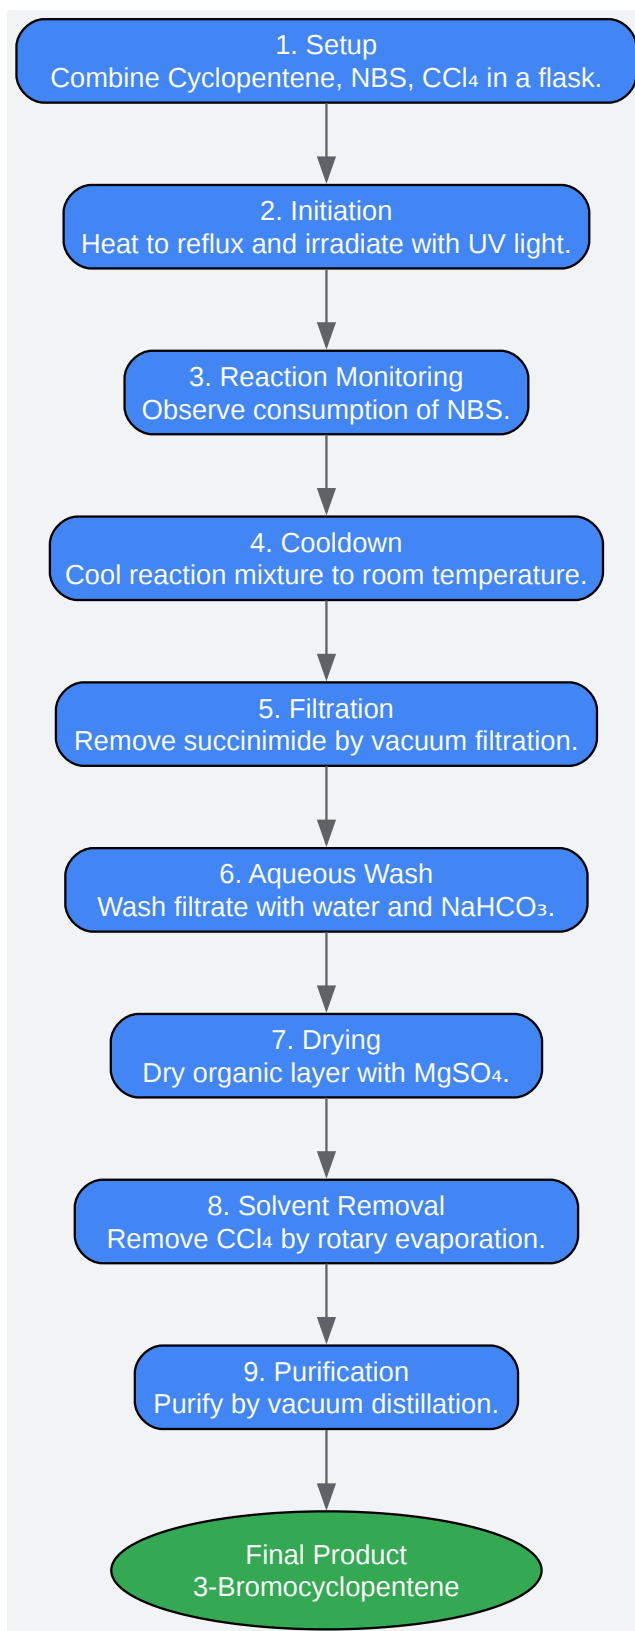 1. Setup
Combine Cyclopentene, NBS, CCl₄ in a flask.
2. Initiation
Heat to reflux and irradiate with UV light.
3. Reaction Monitoring
Observe consumption of NBS.
4. Cooldown
Cool reaction mixture to room temperature.
5. Filtration
Remove succinimide by vacuum filtration.
6. Aqueous Wash
Wash filtrate with water and NaHCO₃.
7. Drying
Dry organic layer with MgSO₄.
8. Solvent Removal
Remove CCl₄ by rotary evaporation.
9. Purification
Purify by vacuum distillation.
Final Product
3-Bromocyclopentene